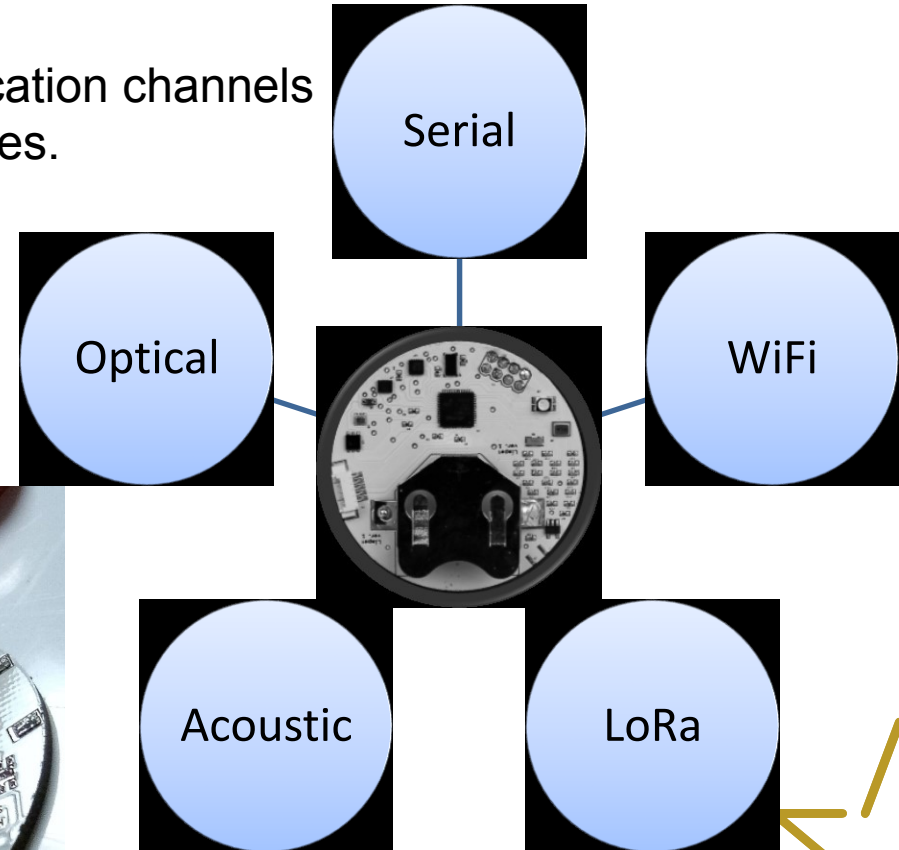 cation channels
es.
Serial
Optical
WiFi
Acoustic
LoRa